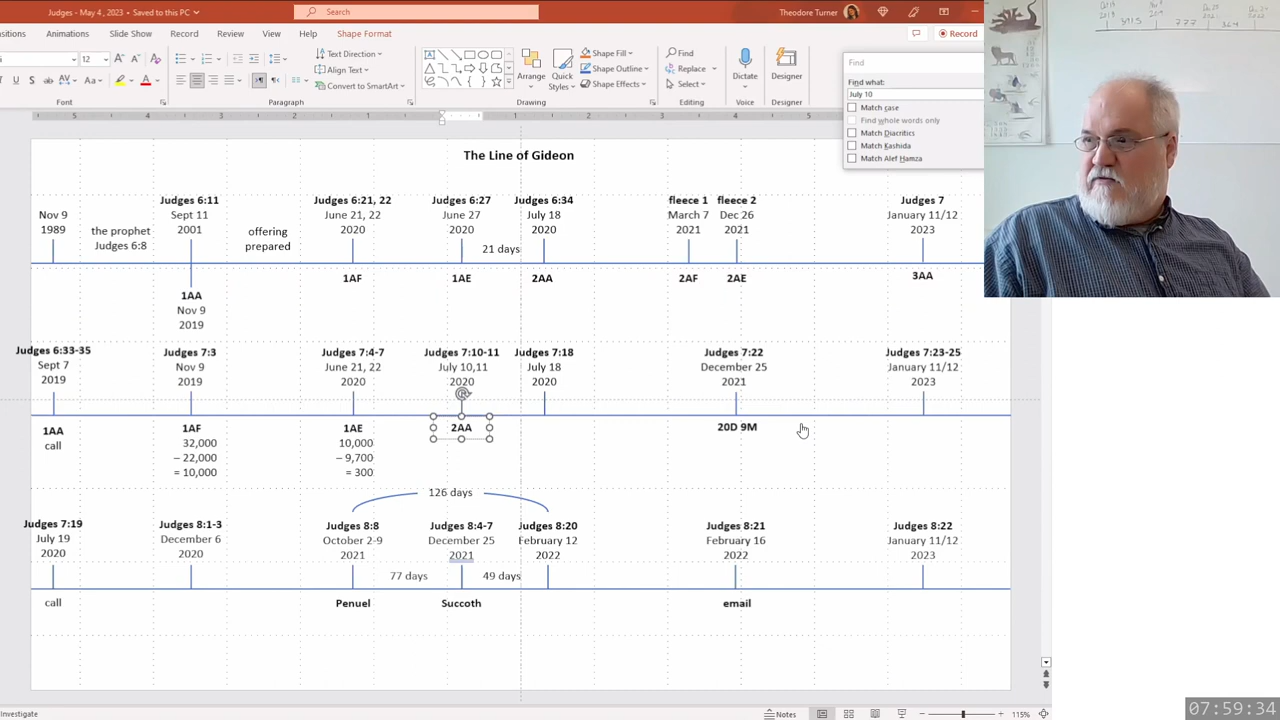 Judges - May 4, 2023 • Saved to this PC
Search
Theodore Turner
Animations
Slide Show
Record
Review
View
Help
Shape Format
Record
12
Text Direction
Align Text
Convert to SmartArt
Arrange
Quick
Styles
Shape Fill
Shape Outline
Shape Effects
Find
Replace
Select
Dictate
Designer
Font
Paragraph
Drawing
Editing
Voice
Designer
Find
Find what:
July 10
Match case
Find whole words only
Match Diacritics
Match Kashida
Match Alef Hamza
The Line of Gideon
Nov 9
1989
the prophet
Judges 6:8
Judges 6:11
Sept 11
2001
offering
prepared
Judges 6:21, 22
June 21, 22
2020
Judges 6:27
June 27
2020
21 days
Judges 6:34
July 18
2020
fleece 1
March 7
2021
fleece 2
Dec 26
2021
Judges 7
January 11/12
2023
1AA
Nov 9
2019
1AF
1AE
2AA
2AF
2AE
3AA
Judges 6:33-35
Sept 7
2019
Judges 7:3
Nov 9
2019
Judges 7:4-7
June 21, 22
2020
Judges 7:10-11
July 10,11
2020
Judges 7:18
July 18
2020
Judges 7:22
December 25
2021
Judges 7:23-25
January 11/12
2023
1AA
call
1AF
32,000
– 22,000
= 10,000
1AE
10,000
– 9,700
= 300
2AA
20D 9M
126 days
Judges 7:19
July 19
2020
Judges 8:1-3
December 6
2020
Judges 8:8
October 2-9
2021
Judges 8:4-7
December 25
2021
Judges 8:20
February 12
2022
Judges 8:21
February 16
2022
Judges 8:22
January 11/12
2023
77 days
49 days
call
Penuel
Succoth
email
Investigate
Notes
115%
07:59:34